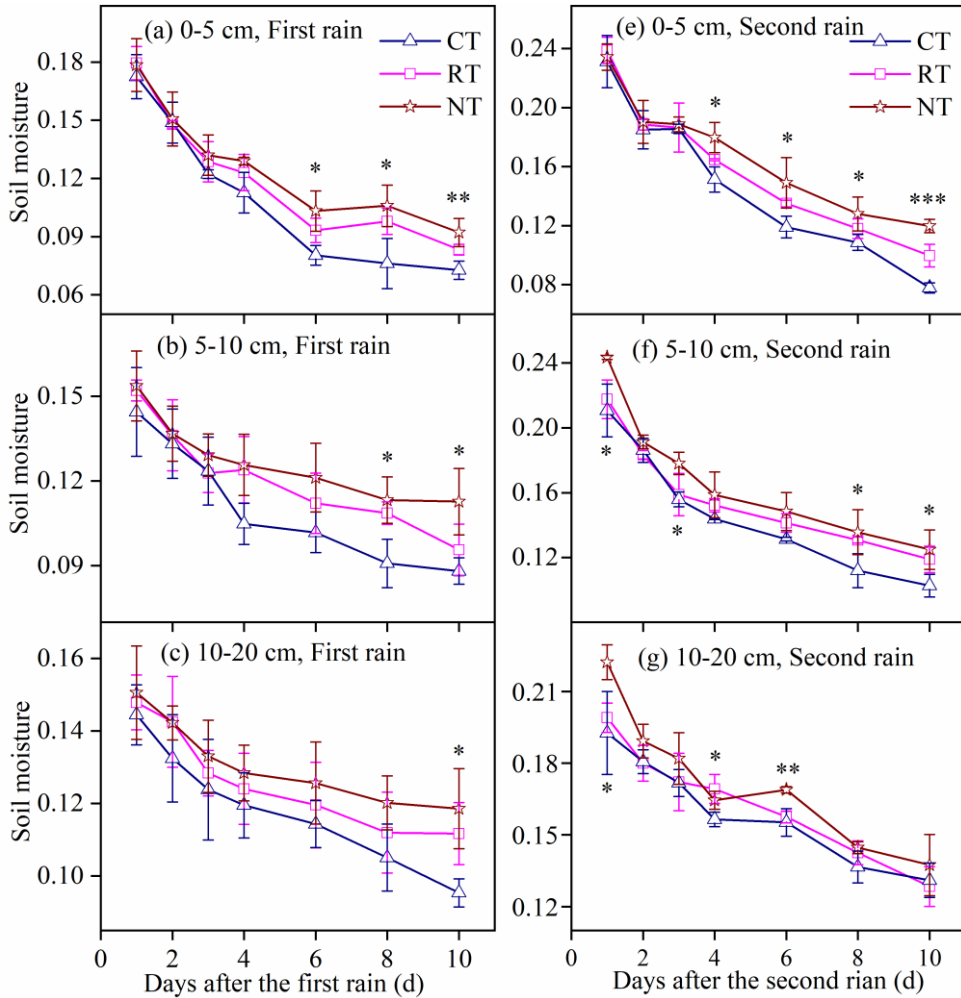 (a) 0-5 cm, First rain
CT
RT
NT
0.18
0.15
0.12
0.09
0.06
Soil moisture
*
*
**
(b) 5-10 cm, First rain
0.15
0.12
0.09
Soil moisture
*
*
(c) 10-20 cm, First rain
0.16
0.14
0.12
0.10
Soil moisture
*
0 2 4 6 8 10
Days after the first rain (d)
(e) 0-5 cm, Second rain
CT
RT
NT
0.24
0.20
0.16
0.12
0.08
*
*
*
***
(f) 5-10 cm, Second rain
0.24
0.20
0.16
0.12
*
*
*
*
(g) 10-20 cm, Second rain
0.21
0.18
0.15
0.12
*
*
**
0 2 4 6 8 10
Days after the second rian (d)